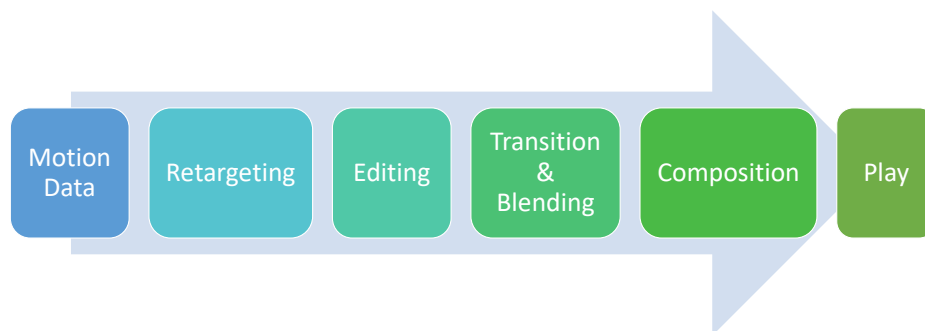 Motion
Data
Retargeting
Editing
Transition
&
Blending
Composition
Play